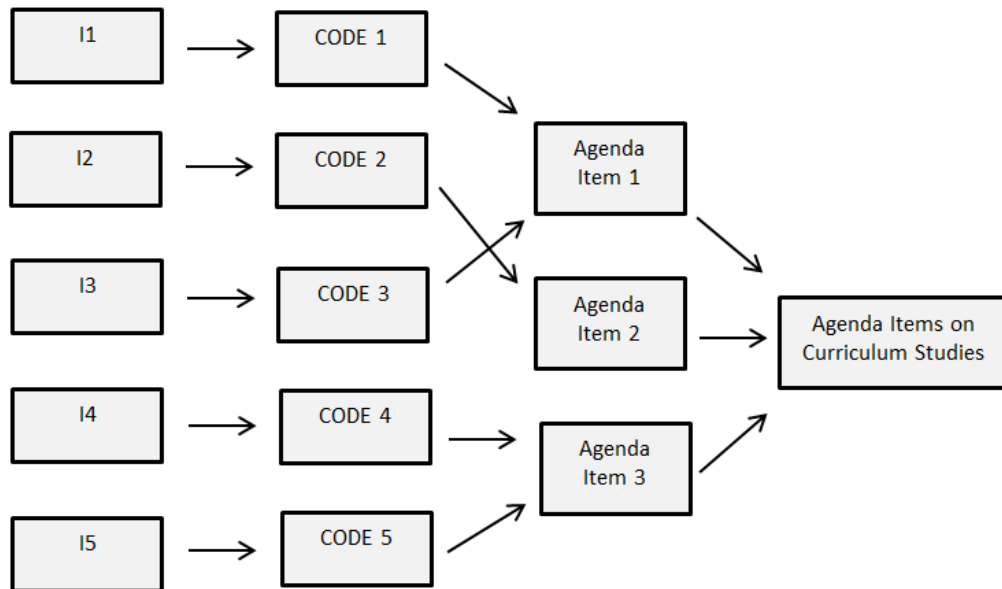 I1
CODE 1
I2
CODE 2
Agenda
Item 1
I3
CODE 3
Agenda
Item 2
Agenda Items on
Curriculum Studies
I4
CODE 4
Agenda
Item 3
I5
CODE 5